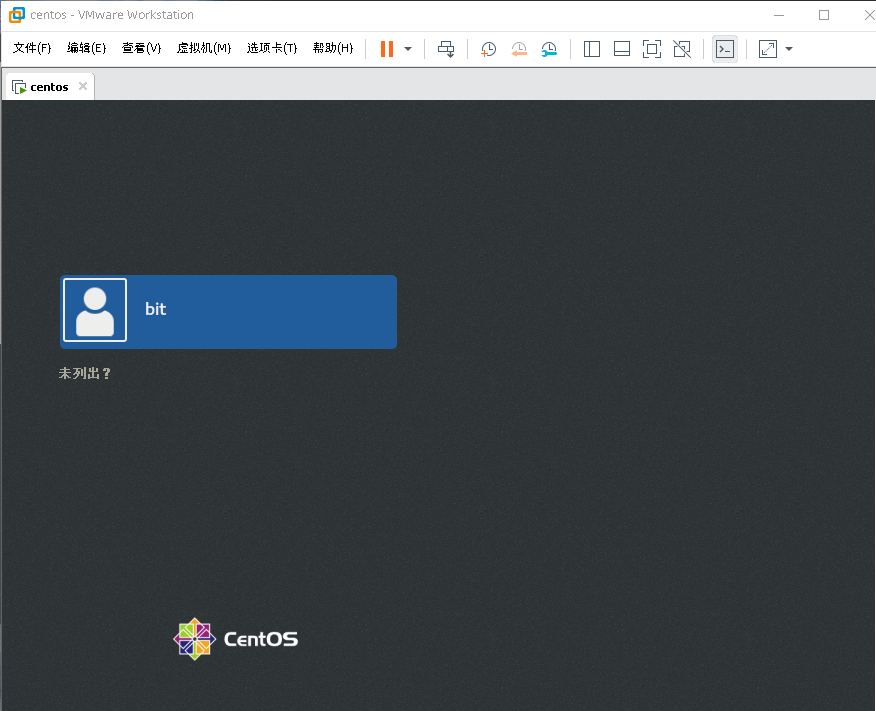 centos - VMware Workstation
文件(F) 编辑(E) 查看(V) 虚拟机(M) 选项卡(T) 帮助(H)
centos
bit
未列出？
CentOS